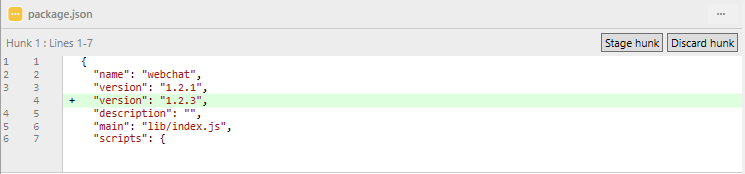 package.json
Hunk 1 : Lines 1-7
Stage hunk
Discard hunk
1 1 {
2 2 "name": "webchat",
3 3 "version": "1.2.1",
4 + "version": "1.2.3",
4 5 "description": "",
5 6 "main": "lib/index.js",
6 7 "scripts": {